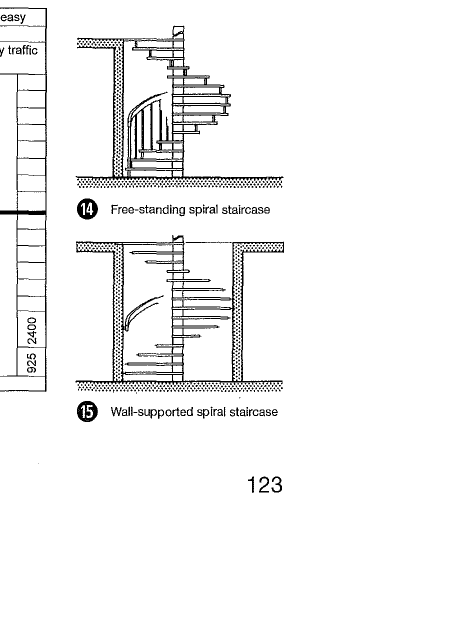 easy
y traffic
2400
925
14 Free-standing spiral staircase
15 Wall-supported spiral staircase
123